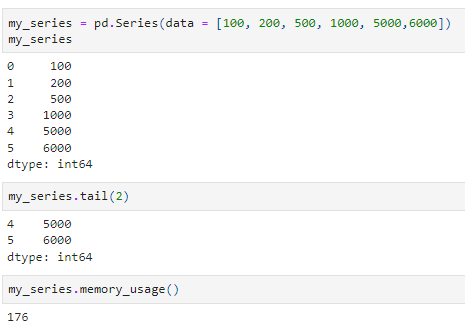 my_series = pd.Series(data = [100, 200, 500, 1000, 5000,6000])
my_series
0     100
1     200
2     500
3    1000
4    5000
5    6000
dtype: int64
my_series.tail(2)
4    5000
5    6000
dtype: int64
my_series.memory_usage()
176